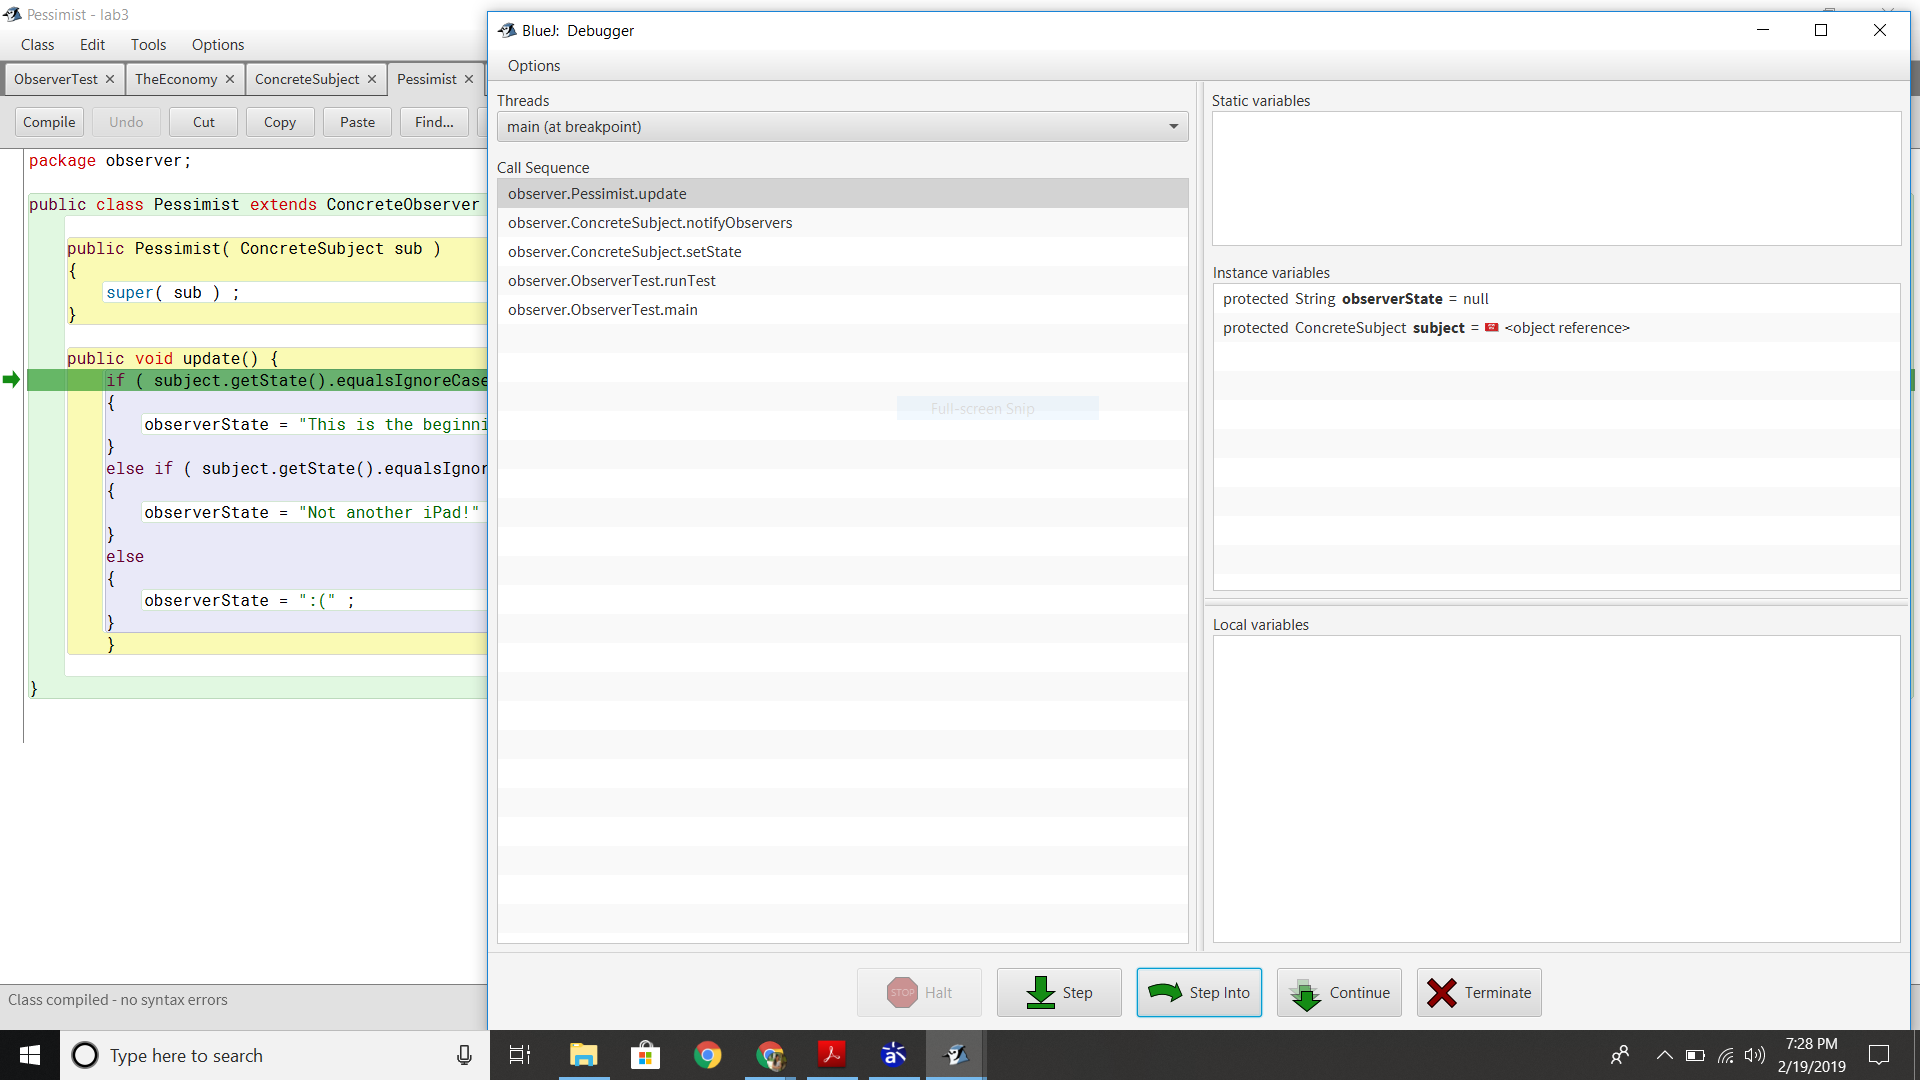 Pessimist - lab3
Class Edit Tools Options
ObserverTest × TheEconomy × ConcreteSubject × Pessimist ×
Compile Undo Cut Copy Paste Find...
package observer;
public class Pessimist extends ConcreteObserver
public Pessimist( ConcreteSubject sub )
{
super( sub ) ;
}
public void update() {
if ( subject.getState().equalsIgnoreCase
{
observerState = "This is the beginni
}
else if ( subject.getState().equalsIgnor
{
observerState = "Not another iPad!"
}
else
{
observerState = ":(" ;
}
}
}
Class compiled - no syntax errors
BlueJ: Debugger
Options
Threads
main (at breakpoint)
Call Sequence
observer.Pessimist.update
observer.ConcreteSubject.notifyObservers
observer.ConcreteSubject.setState
observer.ObserverTest.runTest
observer.ObserverTest.main
Full-screen Snip
Static variables
Instance variables
protected String observerState = null
protected ConcreteSubject subject = <object reference>
Local variables
STOP Halt Step Step Into Continue Terminate
Type here to search
7:28 PM
2/19/2019